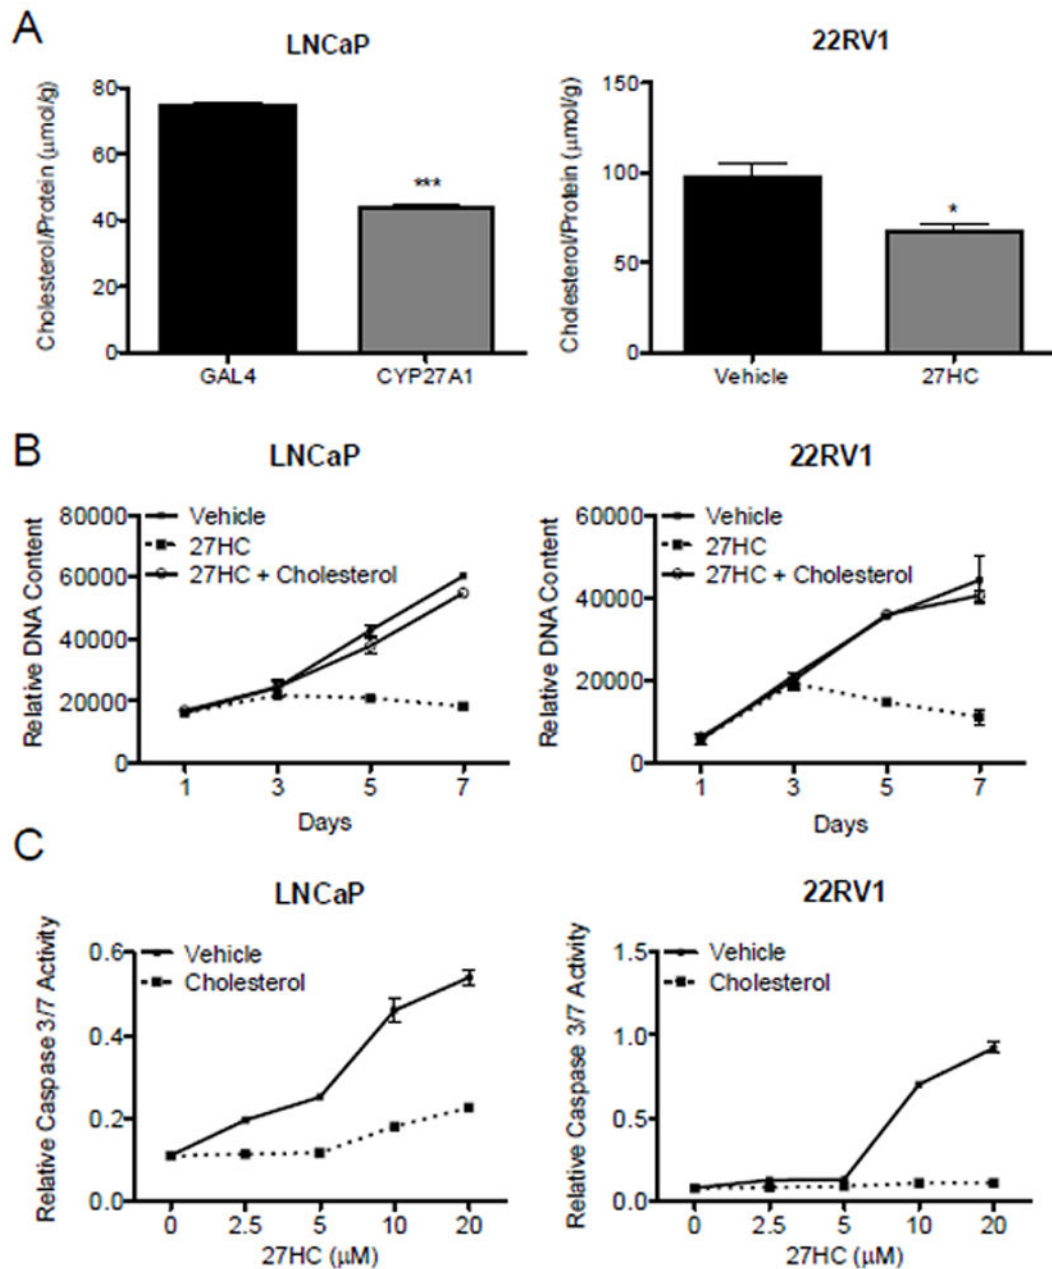 A
LNCaP
22RV1
Cholesterol/Protein (µmol/g)
80
60
40
20
0
***
GAL4
CYP27A1
Cholesterol/Protein (µmol/g)
150
100
50
0
*
Vehicle
27HC
B
LNCaP
22RV1
Relative DNA Content
80000
60000
40000
20000
0
Vehicle
27HC
27HC + Cholesterol
1
3
5
7
Days
Relative DNA Content
60000
40000
20000
0
Vehicle
27HC
27HC + Cholesterol
1
3
5
7
Days
C
LNCaP
22RV1
Relative Caspase 3/7 Activity
0.6
0.4
0.2
0.0
Vehicle
Cholesterol
0
2.5
5
10
20
27HC (µM)
Relative Caspase 3/7 Activity
1.5
1.0
0.5
0.0
Vehicle
Cholesterol
0
2.5
5
10
20
27HC (µM)